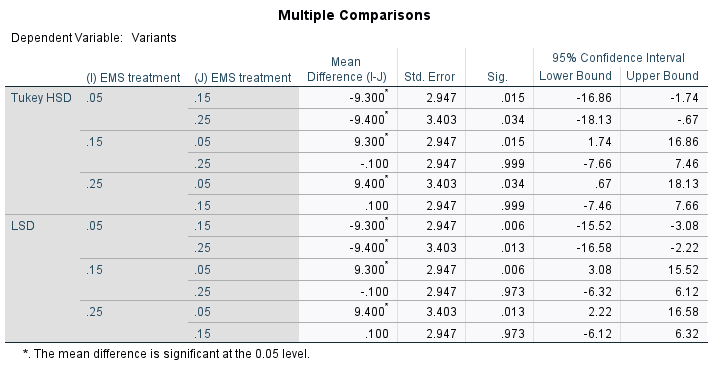 Multiple Comparisons
Dependent Variable: Variants
95% Confidence Interval
(I) EMS treatment (J) EMS treatment Mean Difference (I-J) Std. Error Sig. Lower Bound Upper Bound
Tukey HSD .05 .15 -9.300* 2.947 .015 -16.86 -1.74
.25 -9.400* 3.403 .034 -18.13 -.67
.15 .05 9.300* 2.947 .015 1.74 16.86
.25 -.100 2.947 .999 -7.66 7.46
.25 .05 9.400* 3.403 .034 .67 18.13
.15 .100 2.947 .999 -7.46 7.66
LSD .05 .15 -9.300* 2.947 .006 -15.52 -3.08
.25 -9.400* 3.403 .013 -16.58 -2.22
.15 .05 9.300* 2.947 .006 3.08 15.52
.25 -.100 2.947 .973 -6.32 6.12
.25 .05 9.400* 3.403 .013 2.22 16.58
.15 .100 2.947 .973 -6.12 6.32
*. The mean difference is significant at the 0.05 level.